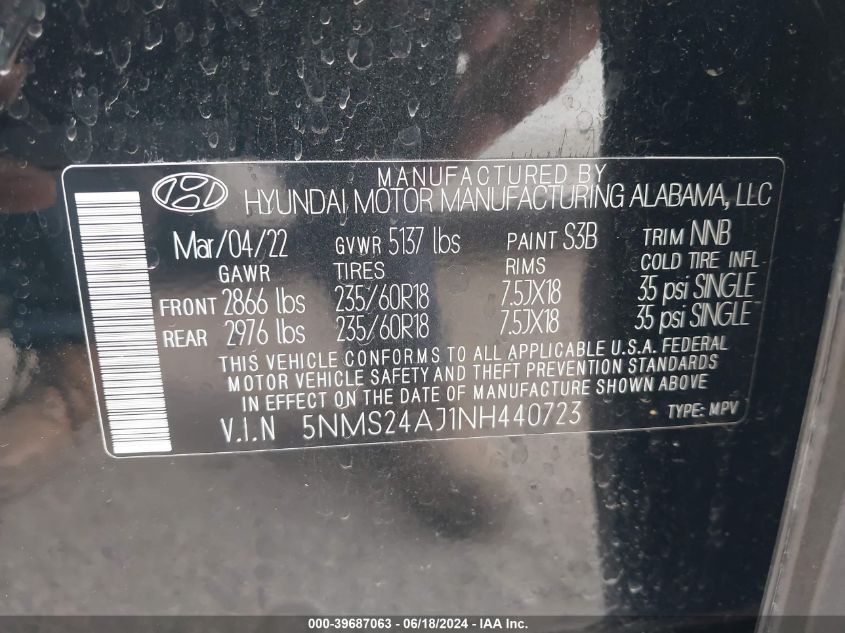 MANUFACTURED BY
HYUNDAI MOTOR MANUFACTURING ALABAMA, LLC
Mar/04/22 GVWR 5137 lbs PAINT S3B TRIM NNB
GAWR TIRES RIMS COLD TIRE INFL
FRONT 2866 lbs 235/60R18 7.5JX18 35 psi SINGLE
REAR 2976 lbs 235/60R18 7.5JX18 35 psi SINGLE
THIS VEHICLE CONFORMS TO ALL APPLICABLE U.S.A. FEDERAL
MOTOR VEHICLE SAFETY AND THEFT PREVENTION STANDARDS
IN EFFECT ON THE DATE OF MANUFACTURE SHOWN ABOVE
V.I.N 5NMS24AJ1NH440723 TYPE: MPV
000-39687063 - 06/18/2024 - IAA Inc.